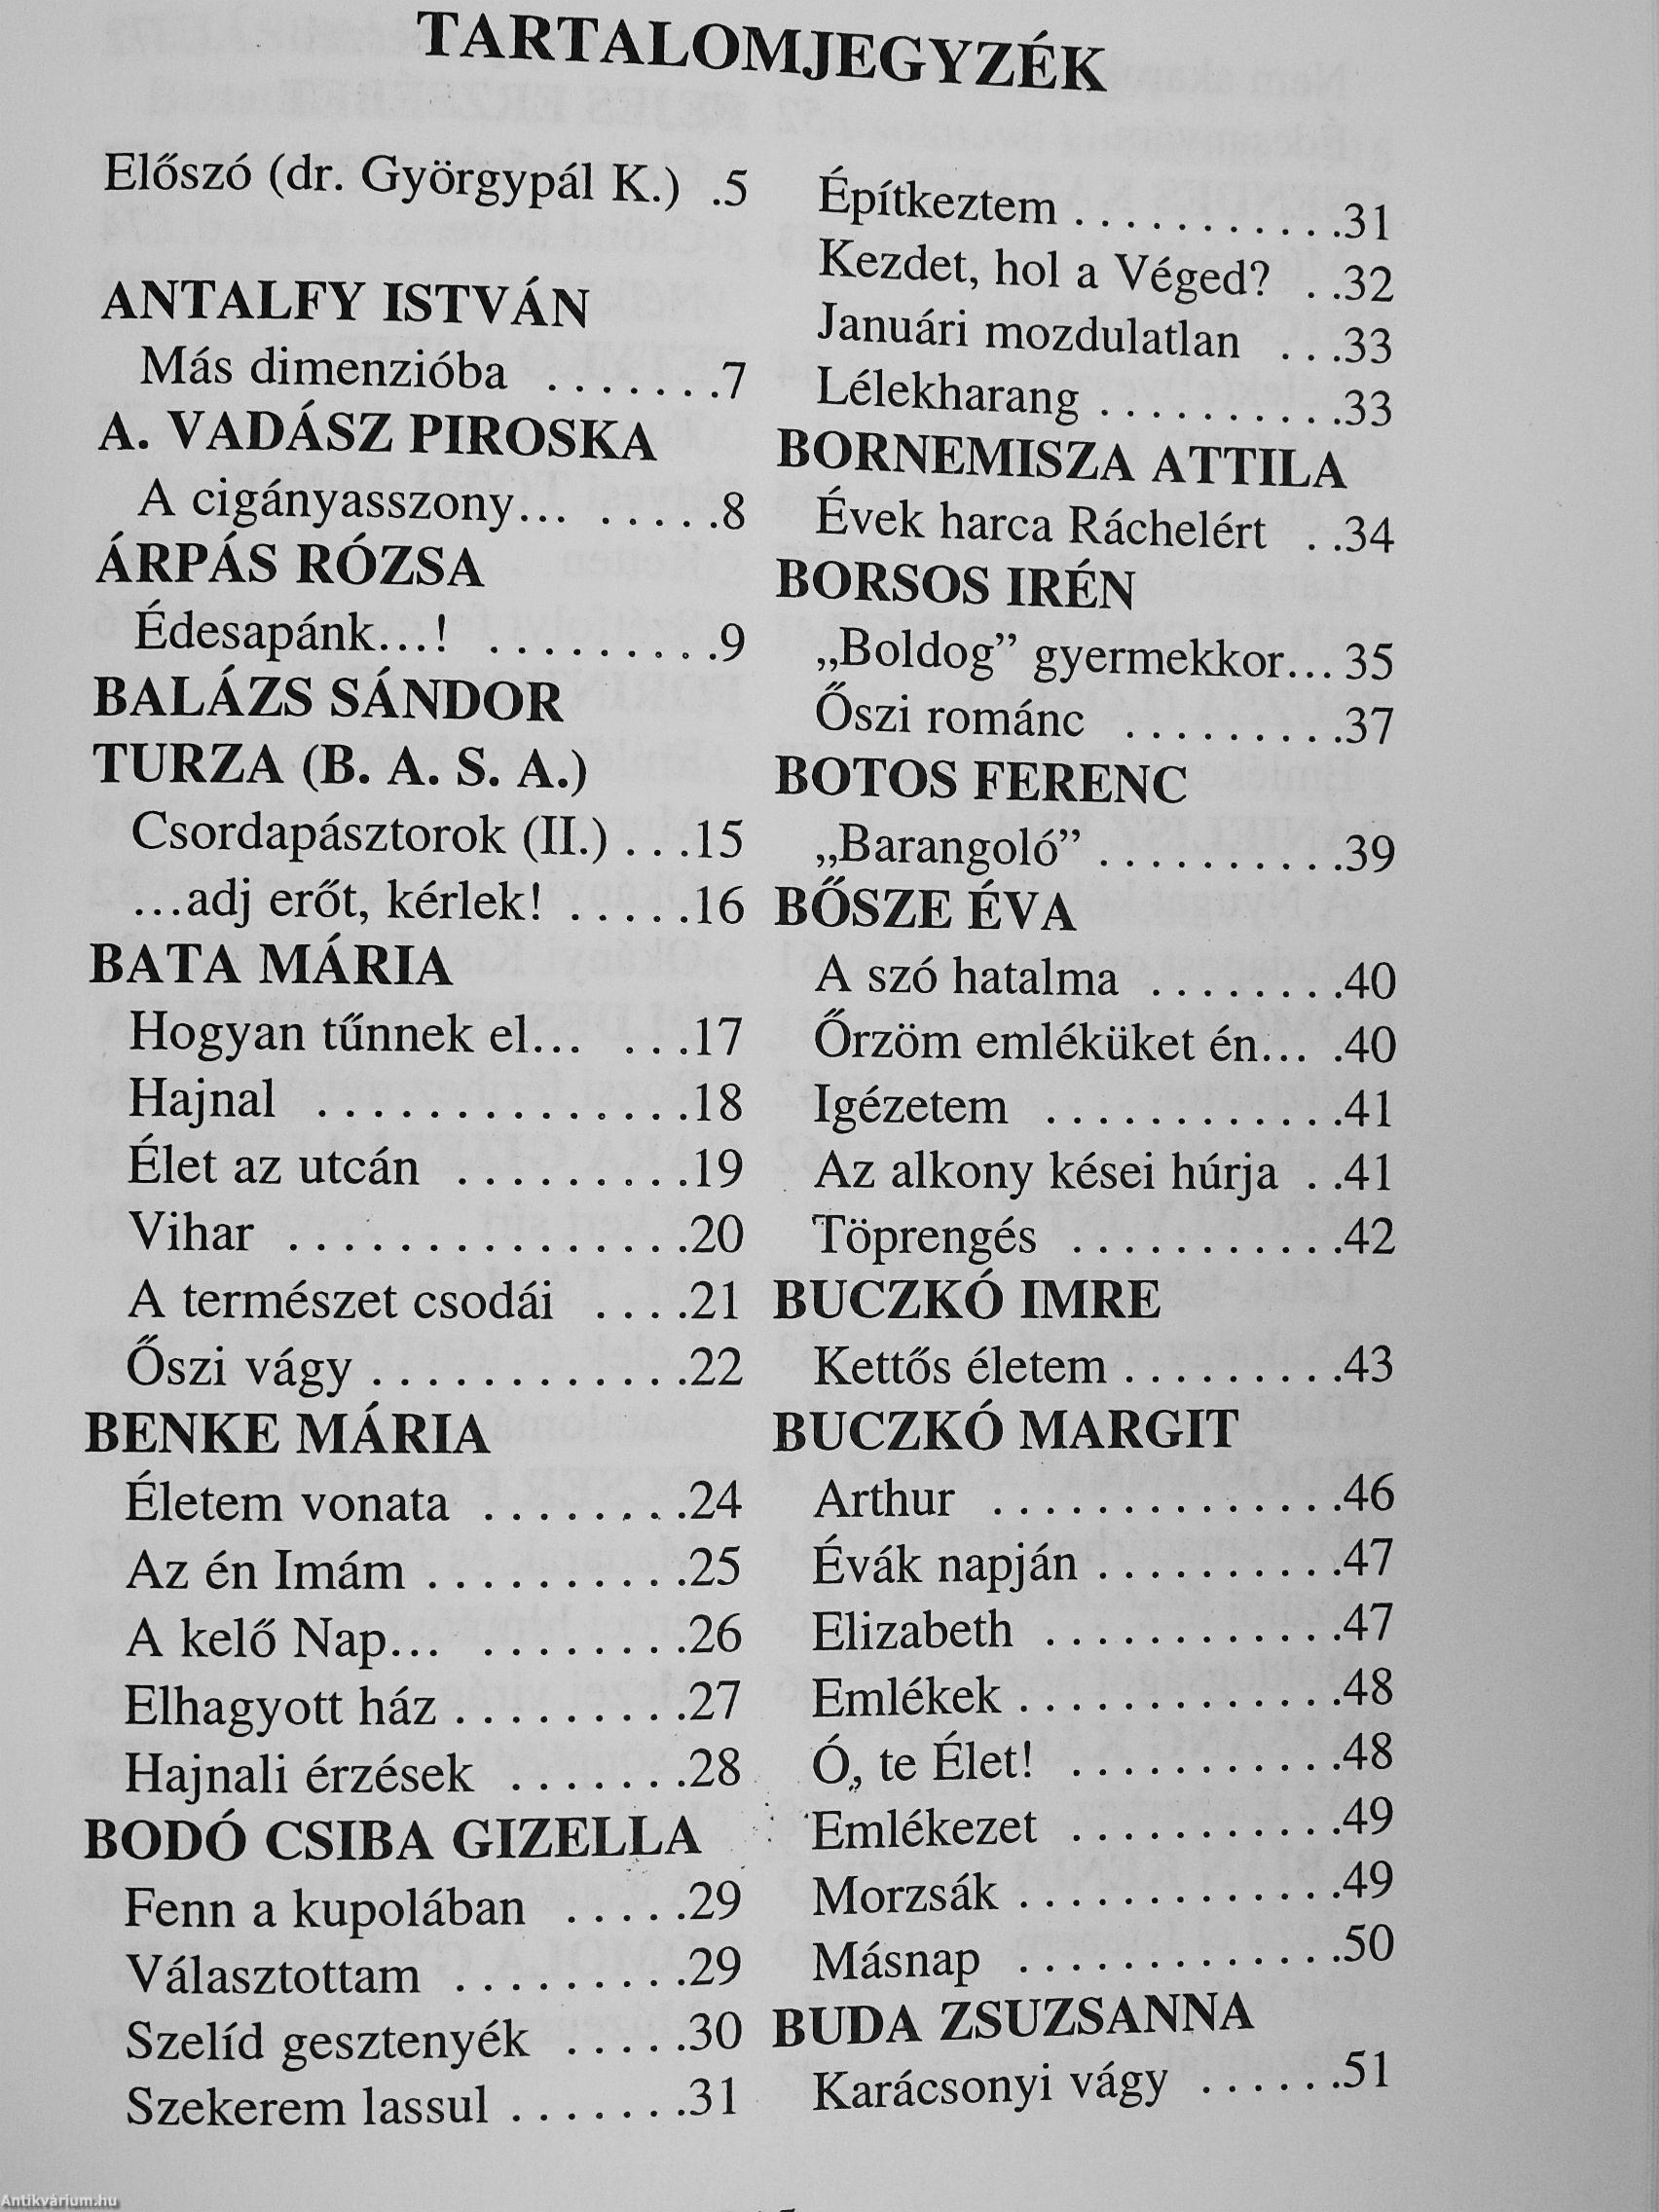 TARTALOMJEGYZÉK
Előszó (dr. Györgypál K.) .5
ANTALFY ISTVÁN
Más dimenzióba .......7
A. VADÁSZ PIROSKA
A cigányasszony... .....8
ÁRPÁS RÓZSA
Édesapánk...! .........9
BALÁZS SÁNDOR
TURZA (B. A. S. A.)
Csordapásztorok (II.) ...15
...adj erőt, kérlek! .....16
BATA MÁRIA
Hogyan tűnnek el... ...17
Hajnal ..............18
Élet az utcán .........19
Vihar ...............20
A természet csodái ....21
Őszi vágy ............22
BENKE MÁRIA
Életem vonata ........24
Az én Imám ..........25
A kelő Nap... ........26
Elhagyott ház .........27
Hajnali érzések .......28
BODÓ CSIBA GIZELLA
Fenn a kupolában .....29
Választottam .........29
Szelíd gesztenyék .....30
Szekerem lassul .......31
Építkeztem ...........31
Kezdet, hol a Véged? ..32
Januári mozdulatlan ...33
Lélekharang ..........33
BORNEMISZA ATTILA
Évek harca Ráchelért ..34
BORSOS IRÉN
„Boldog” gyermekkor... 35
Őszi románc .........37
BOTOS FERENC
„Barangoló” ..........39
BŐSZE ÉVA
A szó hatalma ........40
Őrzöm emléküket én... .40
Igézetem ............41
Az alkony kései húrja ..41
Töprengés ...........42
BUCZKÓ IMRE
Kettős életem .........43
BUCZKÓ MARGIT
Arthur ..............46
Évák napján ..........47
Elizabeth ............47
Emlékek .............48
Ó, te Élet! ...........48
Emlékezet ...........49
Morzsák .............49
Másnap .............50
BUDA ZSUZSANNA
Karácsonyi vágy ......51
Antikvárium.hu